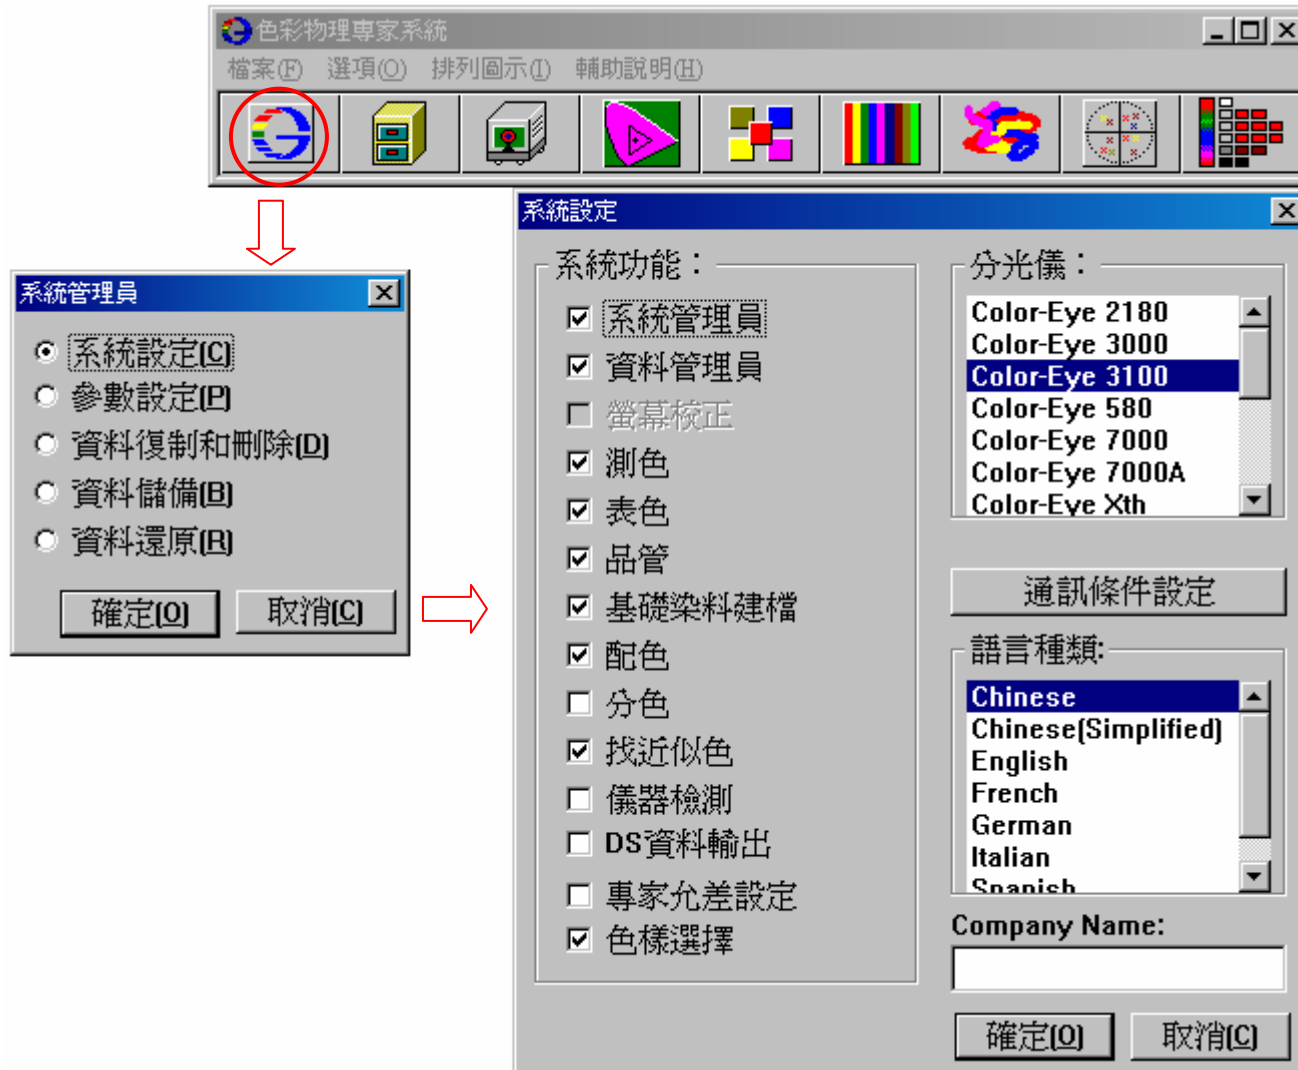 色彩物理專家系統
檔案(F) 選項(O) 排列圖示(I) 輔助說明(H)
系統管理員
系統設定(C)
參數設定(P)
資料復制和刪除(D)
資料儲備(B)
資料還原(R)
確定(O) 取消(C)
系統設定
系統功能：
系統管理員
資料管理員
螢幕校正
測色
表色
品管
基礎染料建檔
配色
分色
找近似色
儀器檢測
DS資料輸出
專家允差設定
色樣選擇
分光儀：
Color-Eye 2180
Color-Eye 3000
Color-Eye 3100
Color-Eye 580
Color-Eye 7000
Color-Eye 7000A
Color-Eye Xth
通訊條件設定
語言種類:
Chinese
Chinese(Simplified)
English
French
German
Italian
Spanish
Company Name:
確定(O) 取消(C)